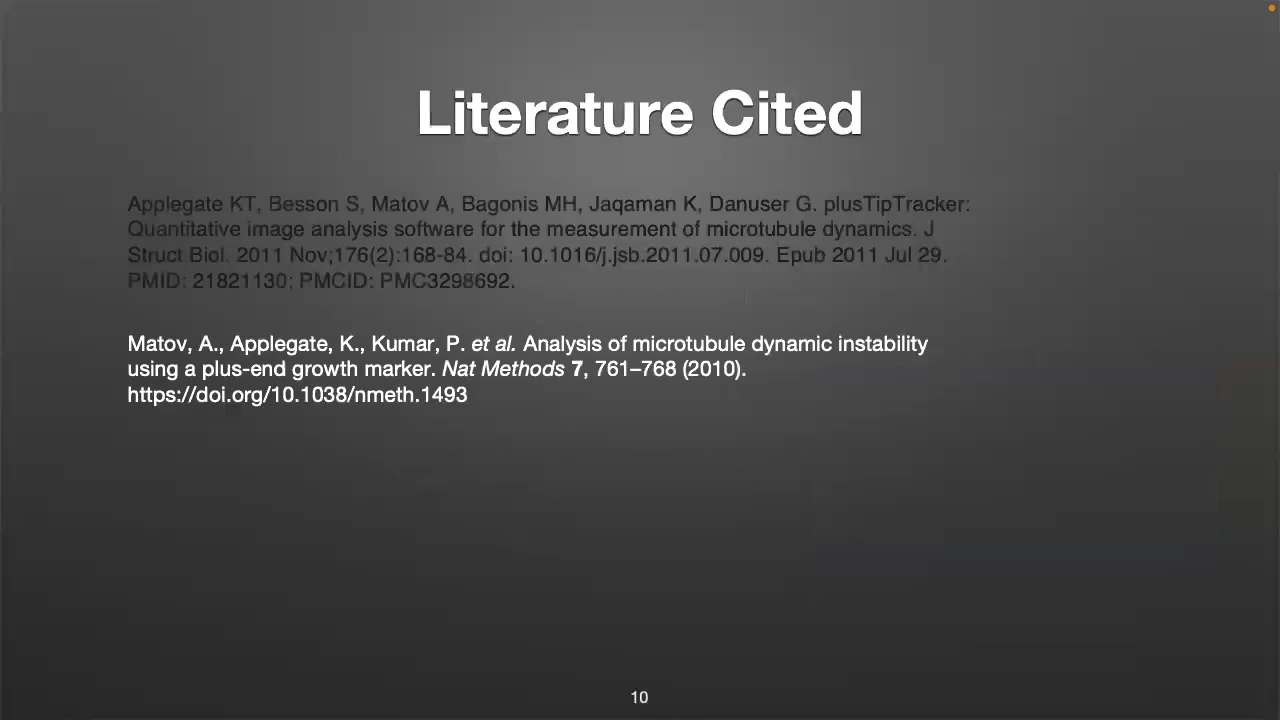 Literature Cited
Applegate KT, Besson S, Matov A, Bagonis MH, Jaqaman K, Danuser G. plusTipTracker:
Quantitative image analysis software for the measurement of microtubule dynamics. J
Struct Biol. 2011 Nov;176(2):168-84. doi: 10.1016/j.jsb.2011.07.009. Epub 2011 Jul 29.
PMID: 21821130; PMCID: PMC3298692.
Matov, A., Applegate, K., Kumar, P. et al. Analysis of microtubule dynamic instability
using a plus-end growth marker. Nat Methods 7, 761–768 (2010).
https://doi.org/10.1038/nmeth.1493
10